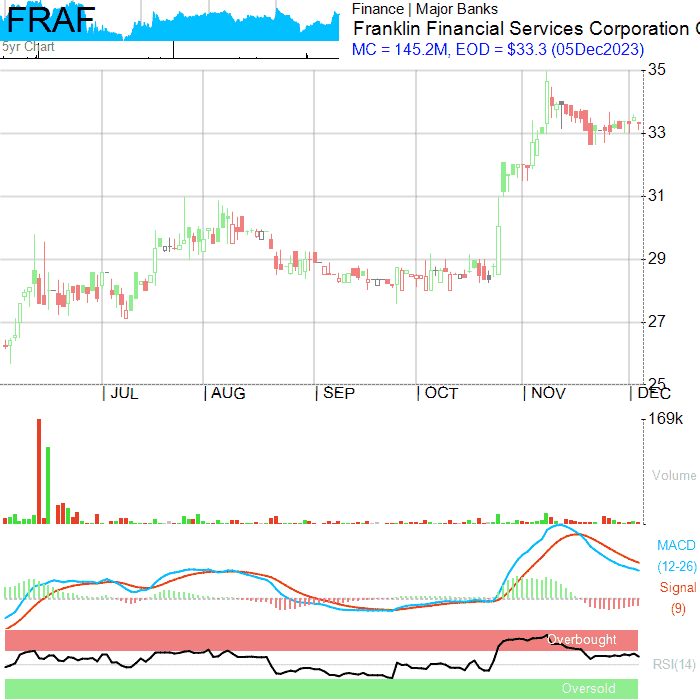 FRAF
5yr Chart
Finance | Major Banks
Franklin Financial Services Corporation
MC = 145.2M, EOD = $33.3 (05Dec2023)
35
33
31
29
27
25
| JUL | AUG | SEP | OCT | NOV | DEC
169k
Volume
MACD
(12-26)
Signal
(9)
Overbought
RSI(14)
Oversold